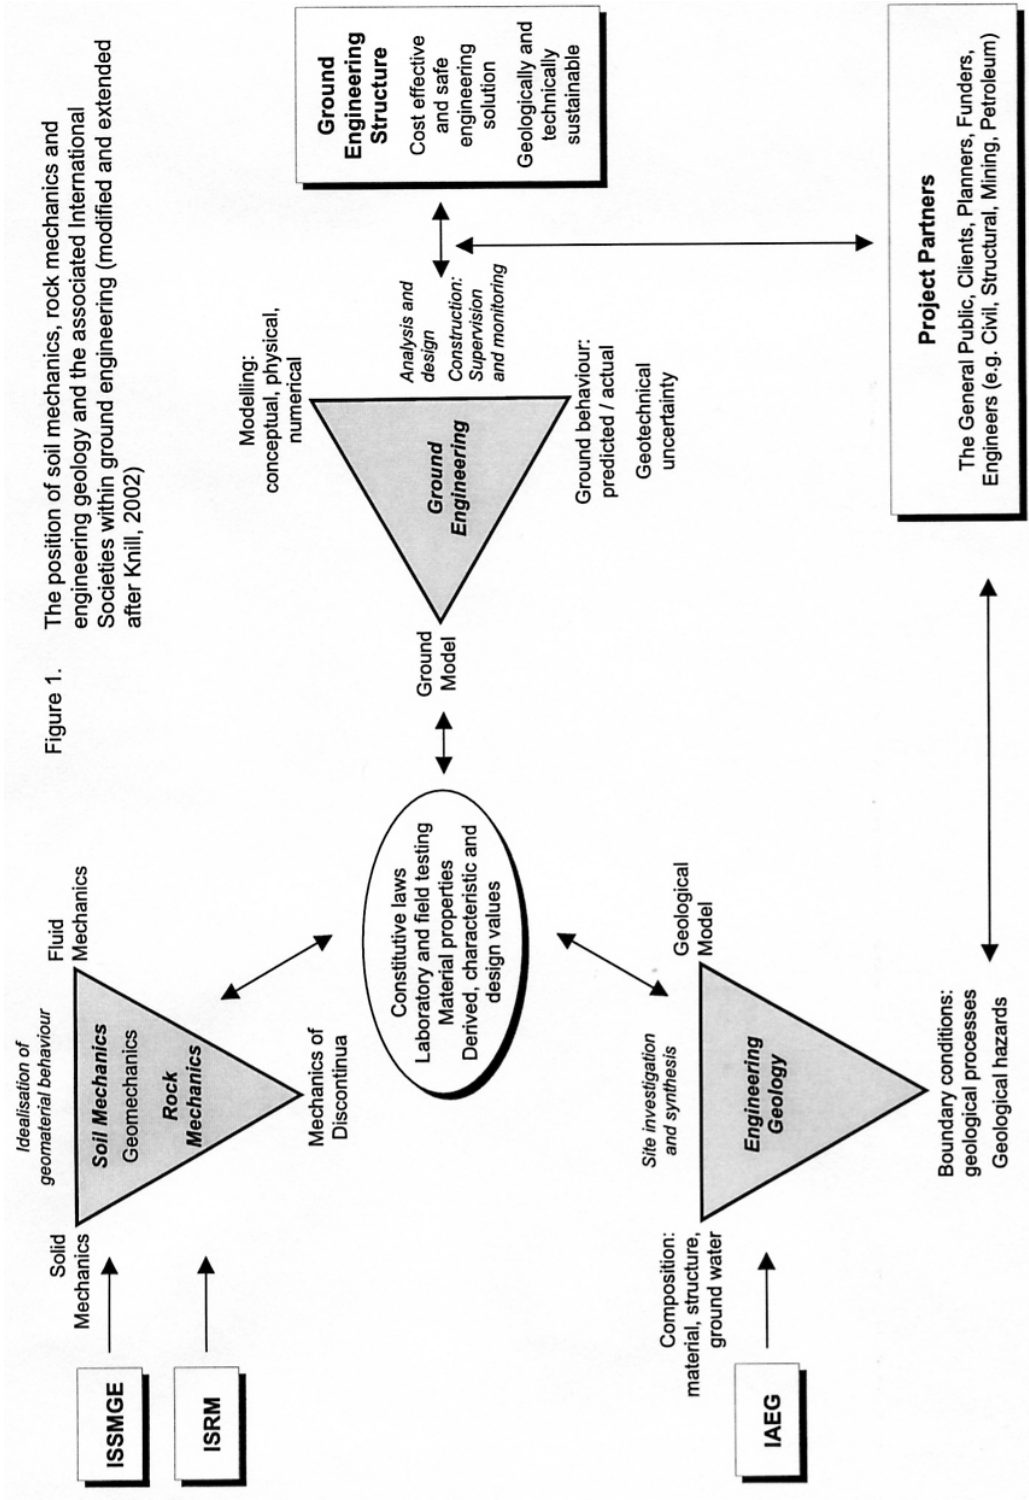 Figure 1.
The position of soil mechanics, rock mechanics and
engineering geology and the associated International
Societies within ground engineering (modified and extended
after Knill, 2002)
Idealisation of
geomaterial behaviour
Solid
Mechanics
Fluid
Mechanics
Soil Mechanics
Geomechanics
Rock
Mechanics
Mechanics of
Discontinua
ISSMGE
ISRM
Constitutive laws
Laboratory and field testing
Material properties
Derived, characteristic and
design values
Ground
Model
Modelling:
conceptual, physical,
numerical
Ground
Engineering
Analysis and
design
Construction:
Supervision
and monitoring
Ground behaviour:
predicted / actual
Geotechnical
uncertainty
Ground
Engineering
Structure
Cost effective
and safe
engineering
solution
Geologically and
technically
sustainable
Site investigation
and synthesis
Composition:
material, structure,
ground water
Geological
Model
Engineering
Geology
IAEG
Boundary conditions:
geological processes
Geological hazards
Project Partners
The General Public, Clients, Planners, Funders,
Engineers (e.g. Civil, Structural, Mining, Petroleum)